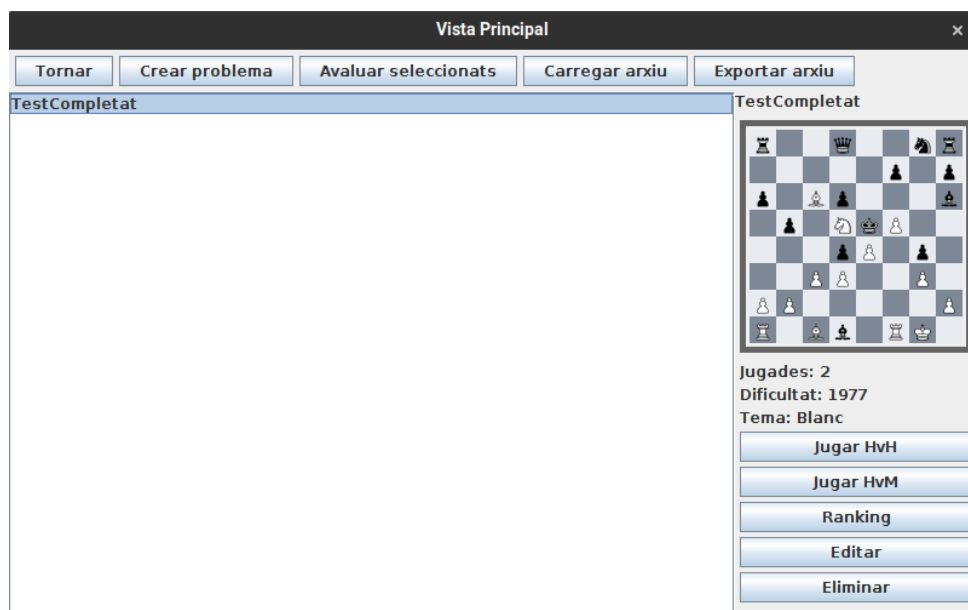 Vista Principal ×
Tornar Crear problema Avaluar seleccionats Carregar arxiu Exportar arxiu
TestCompletat
TestCompletat
Jugades: 2
Dificultat: 1977
Tema: Blanc
Jugar HvH
Jugar HvM
Ranking
Editar
Eliminar